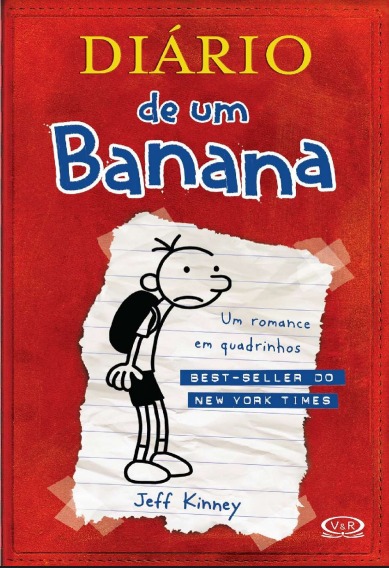 DIÁRIO
de um
Banana
Um romance
em quadrinhos
BEST-SELLER DO
NEW YORK TIMES
Jeff Kinney
V&R